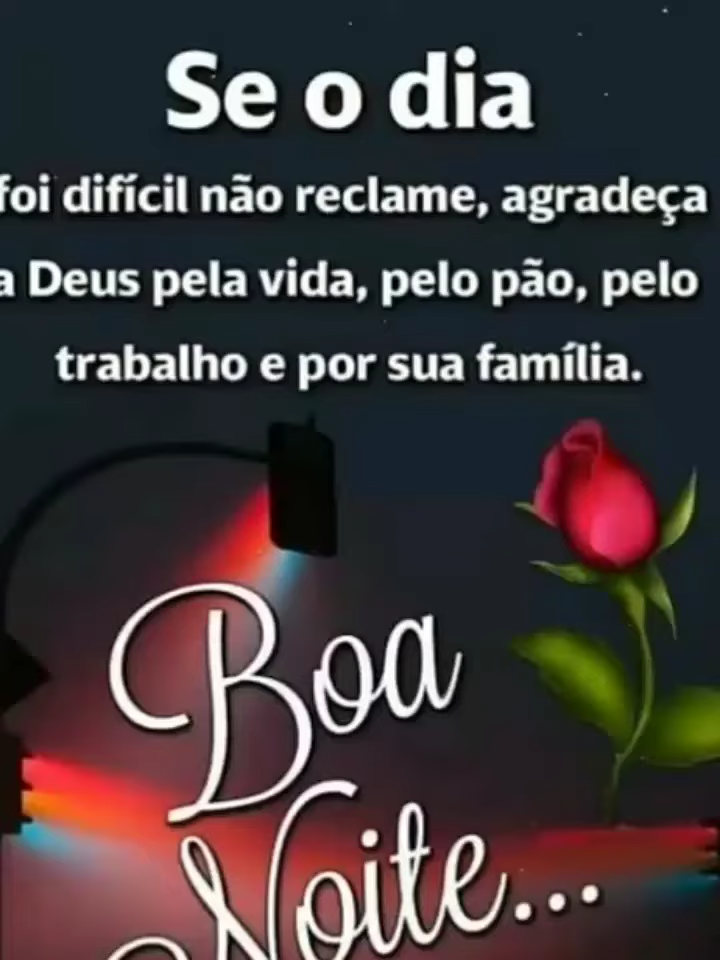 Se o dia
foi difícil não reclame, agradeça
a Deus pela vida, pelo pão, pelo
trabalho e por sua família.
Boa
Noite...